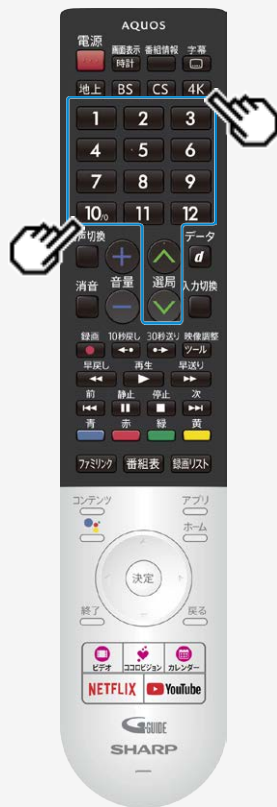 AQUOS
電源 画面表示 番組情報 字幕
時計
地上 BS CS 4K
1 2 3
4 5 6
7 8 9
10/0 11 12
声切換 データ
+ d
消音 音量 選局 入力切換
録画 10秒戻し 30秒送り 映像調整
ツール
早戻し 再生 早送り
前 静止 停止 次
青 赤 緑 黄
ファミリンク 番組表 録画リスト
コンテンツ アプリ
ホーム
決定
終了 戻る
ビデオ ココロビジョン カレンダー
NETFLIX YouTube
G-GUIDE
SHARP